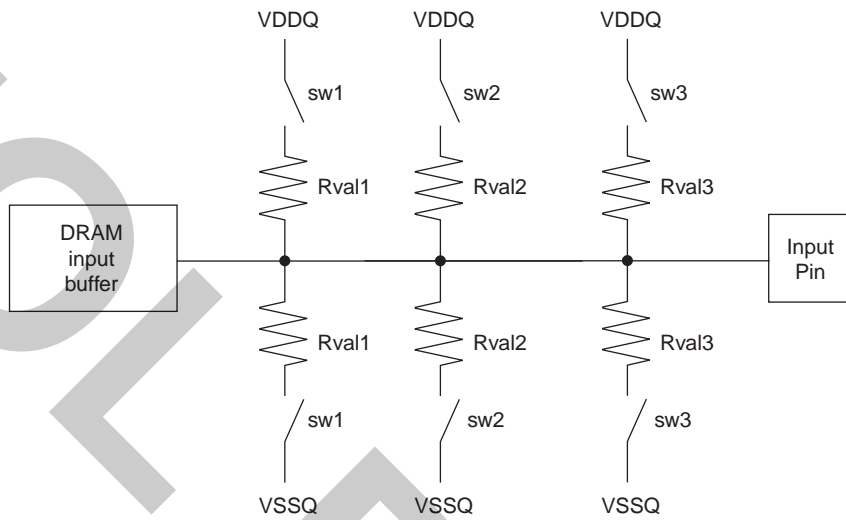 VDDQ VDDQ VDDQ
sw1 sw2 sw3
Rval1 Rval2 Rval3
DRAM
input
buffer
Input
Pin
Rval1 Rval2 Rval3
sw1 sw2 sw3
VSSQ VSSQ VSSQ